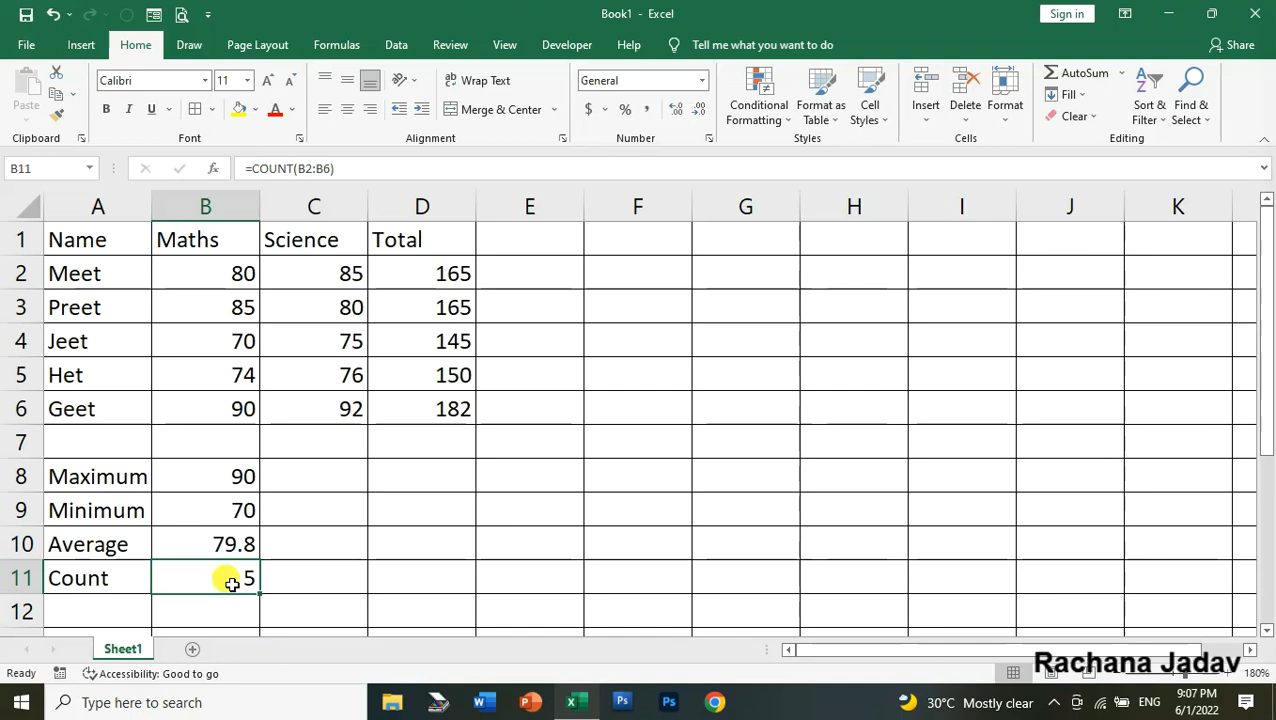 Book1 - Excel
Sign in
File Insert Home Draw Page Layout Formulas Data Review View Developer Help Tell me what you want to do Share
Paste
Calibri 11
B I U
Wrap Text
Merge & Center
General
$ % ,
Conditional Formatting
Format as Table
Cell Styles
Insert Delete Format
AutoSum
Fill
Clear
Sort & Filter
Find & Select
Clipboard Font Alignment Number Styles Cells Editing
B11 fx =COUNT(B2:B6)
A B C D E F G H I J K
1 Name Maths Science Total
2 Meet 80 85 165
3 Preet 85 80 165
4 Jeet 70 75 145
5 Het 74 76 150
6 Geet 90 92 182
7
8 Maximum 90
9 Minimum 70
10 Average 79.8
11 Count 5
12
Sheet1
Rachana Jadav
Ready Accessibility: Good to go 180%
Type here to search 30°C Mostly clear 9:07 PM
6/1/2022